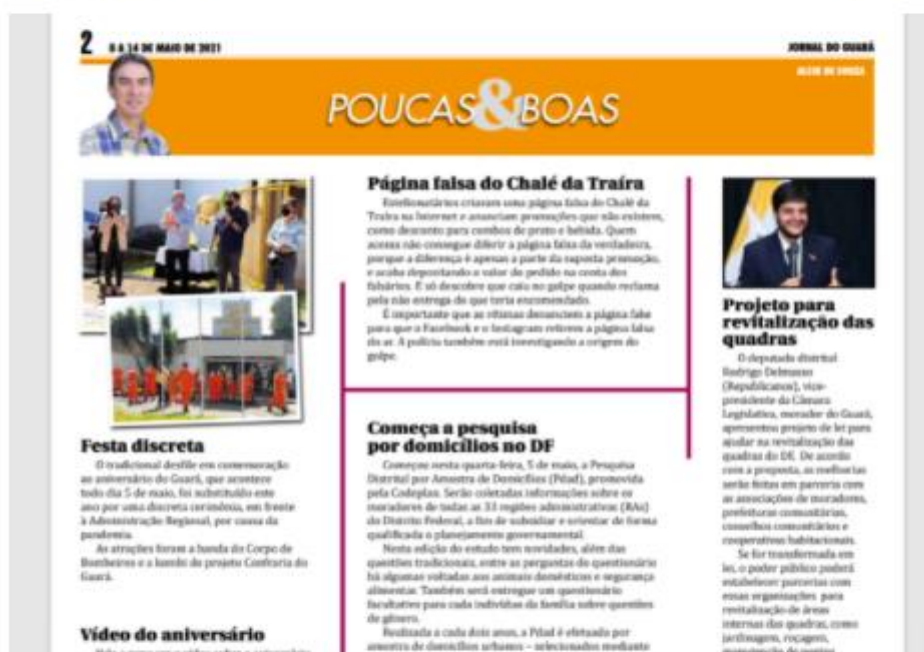 2 8 A 14 DE MAIO DE 2021
JORNAL DO GUARÁ
ALCIR DE SOUZA
POUCAS&BOAS
Festa discreta
O tradicional desfile em comemoração
ao aniversário do Guará, que acontece
todo dia 5 de maio, foi substituído este
ano por uma discreta cerimônia, em frente
à Administração Regional, por causa da
pandemia.
As atrações foram a banda do Corpo de
Bombeiros e a banda do projeto Confraria do
Guará.
Vídeo do aniversário
Página falsa do Chalé da Traíra
Estelionatários criaram uma página falsa do Chalé da
Traíra na Internet e anunciam promoções que não existem,
como desconto para combos de prato e bebida. Quem
acessa não consegue diferir a página falsa da verdadeira,
porque a diferença é apenas a parte da suposta promoção,
e acaba depositando o valor do pedido na conta dos
falsários. E só descobre que caiu no golpe quando reclama
pela não entrega do que teria encomendado.
É importante que as vítimas denunciem a página fake
para que o Facebook e o Instagram retirem a página falsa
do ar. A polícia também está investigando a origem do
golpe.
Começa a pesquisa
por domicílios no DF
Começou nesta quarta-feira, 5 de maio, a Pesquisa
Distrital por Amostra de Domicílios (Pdad), promovida
pela Codeplan. Serão coletadas informações sobre os
moradores de todas as 33 regiões administrativas (RAs)
do Distrito Federal, a fim de subsidiar e orientar de forma
qualificada o planejamento governamental.
Nesta edição do estudo tem novidades, além das
questões tradicionais, entre as perguntas do questionário
há algumas voltadas aos animais domésticos e segurança
alimentar. Também será entregue um questionário
facultativo para cada indivíduo da família sobre questões
de gênero.
Realizada a cada dois anos, a Pdad é efetuada por
amostra de domicílios urbanos – selecionados mediante
Projeto para
revitalização das
quadras
O deputado distrital
Rodrigo Delmasso
(Republicanos), vice-
presidente da Câmara
Legislativa, morador do Guará,
apresentou projeto de lei para
ajudar na revitalização das
quadras do DF. De acordo
com a proposta, as melhorias
serão feitas em parceria com
as associações de moradores,
prefeituras comunitárias,
conselhos comunitários e
cooperativas habitacionais.
Se for transformada em
lei, o poder público poderá
estabelecer parcerias com
essas organizações para
revitalização de áreas
internas das quadras, como
jardinagem, roçagem,